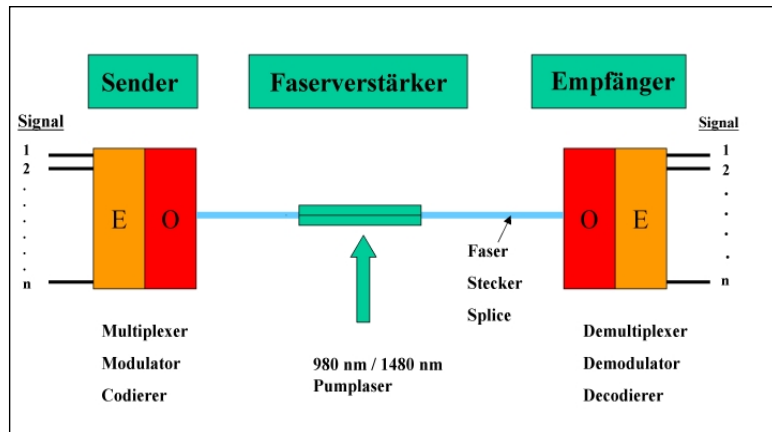 Sender
Faserverstärker
Empfänger
Signal
1
2
n
E
O
Multiplexer
Modulator
Codierer
980 nm / 1480 nm
Pumplaser
Faser
Stecker
Splice
O
E
Signal
1
2
n
Demultiplexer
Demodulator
Decodierer